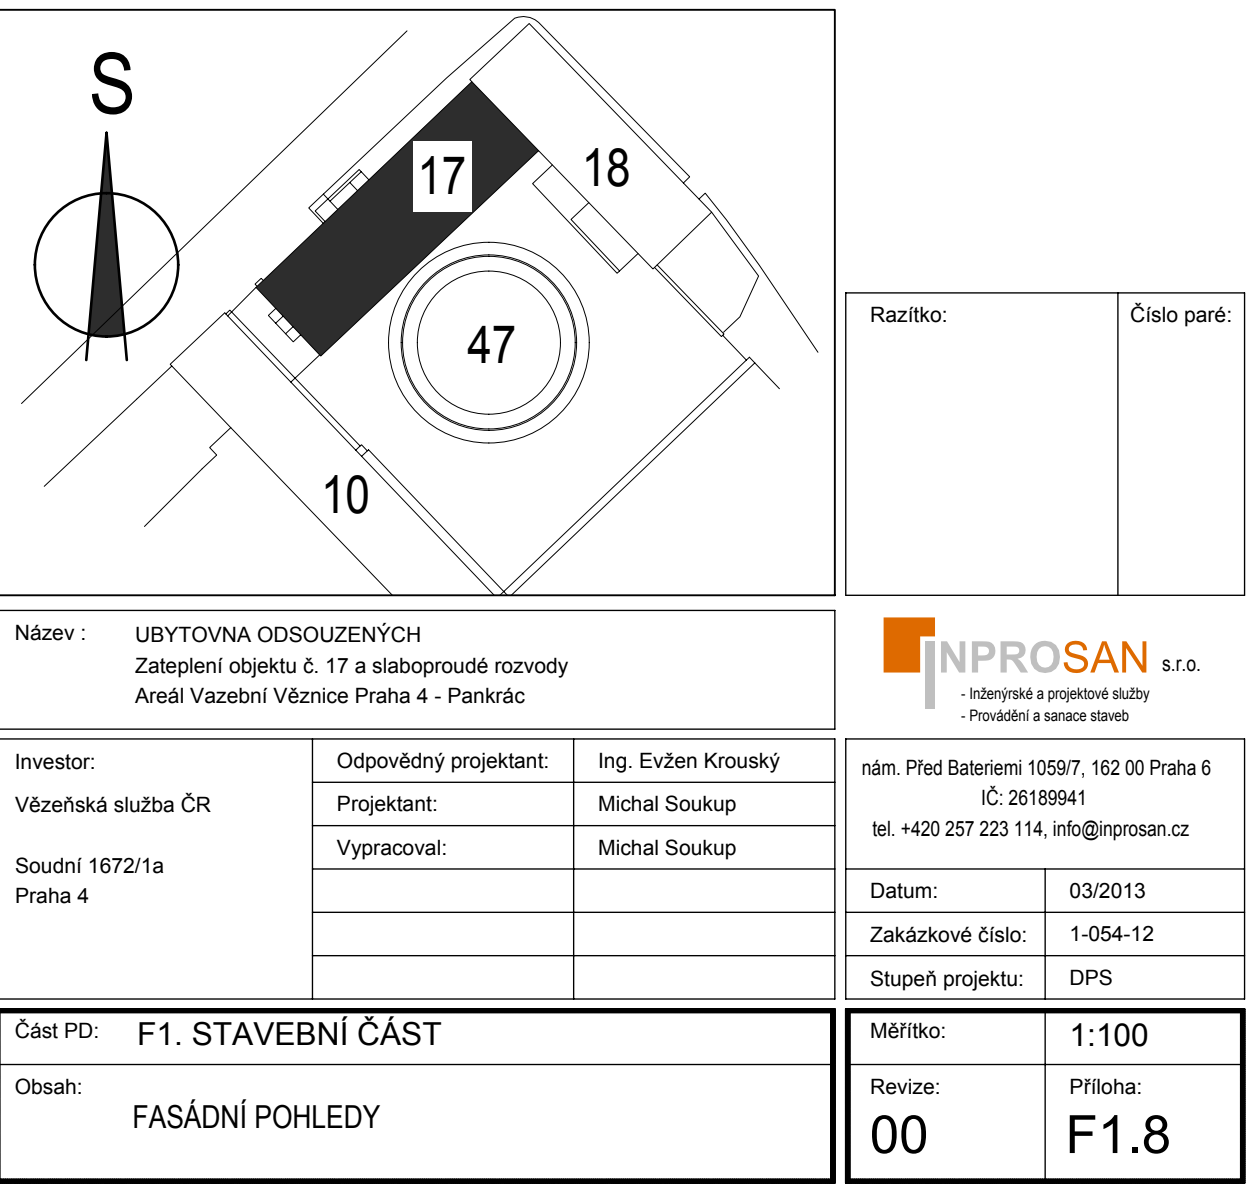 S
17
18
47
10
Razítko:
Číslo paré:
Název :
UBYTOVNA ODSOUZENÝCH
Zateplení objektu č. 17 a slaboproudé rozvody
Areál Vazební Věznice Praha 4 - Pankrác
INPROSAN s.r.o.
- Inženýrské a projektové služby
- Provádění a sanace staveb
Investor:
Vězeňská služba ČR
Soudní 1672/1a
Praha 4
Odpovědný projektant:
Ing. Evžen Krouský
Projektant:
Michal Soukup
Vypracoval:
Michal Soukup
nám. Před Bateriemi 1059/7, 162 00 Praha 6
IČ: 26189941
tel. +420 257 223 114, info@inprosan.cz
Datum:
03/2013
Zakázkové číslo:
1-054-12
Stupeň projektu:
DPS
Část PD:
F1. STAVEBNÍ ČÁST
Obsah:
FASÁDNÍ POHLEDY
Měřítko:
1:100
Revize:
00
Příloha:
F1.8